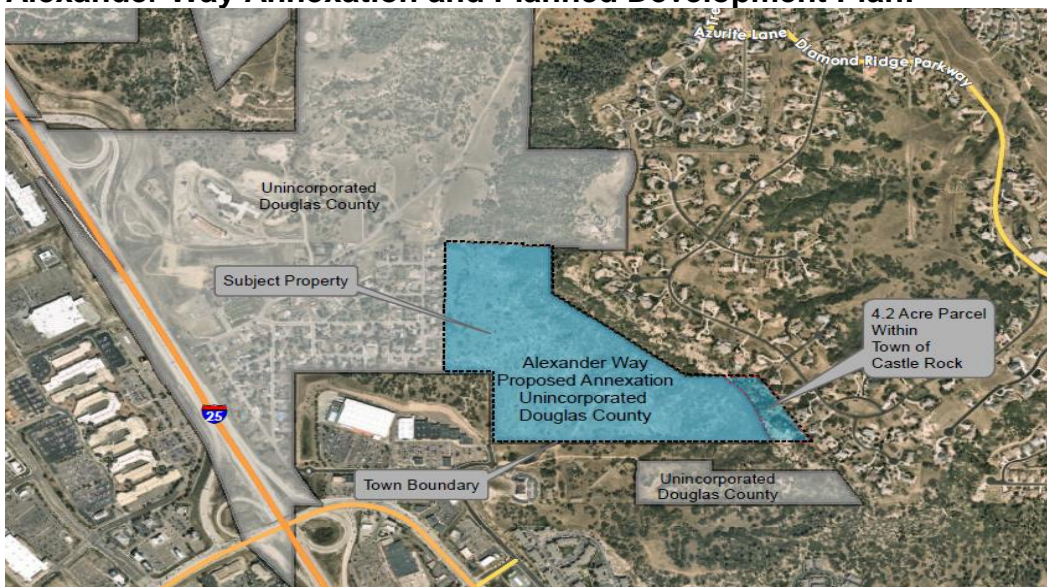 Alexander Way Annexation and Planned Development Plan
Azurite Lane
Diamond Ridge Parkway
Unincorporated
Douglas County
Subject Property
4.2 Acre Parcel
Within
Town of
Castle Rock
Alexander Way
Proposed Annexation
Unincorporated
Douglas County
25
Town Boundary
Unincorporated
Douglas County